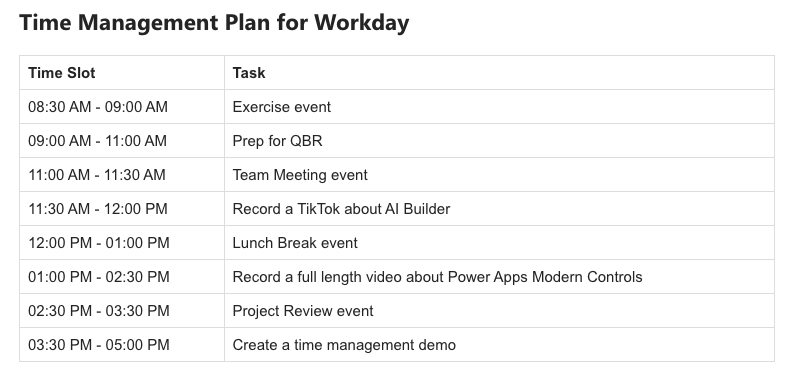 Time Management Plan for Workday
Time Slot Task
08:30 AM - 09:00 AM Exercise event
09:00 AM - 11:00 AM Prep for QBR
11:00 AM - 11:30 AM Team Meeting event
11:30 AM - 12:00 PM Record a TikTok about AI Builder
12:00 PM - 01:00 PM Lunch Break event
01:00 PM - 02:30 PM Record a full length video about Power Apps Modern Controls
02:30 PM - 03:30 PM Project Review event
03:30 PM - 05:00 PM Create a time management demo